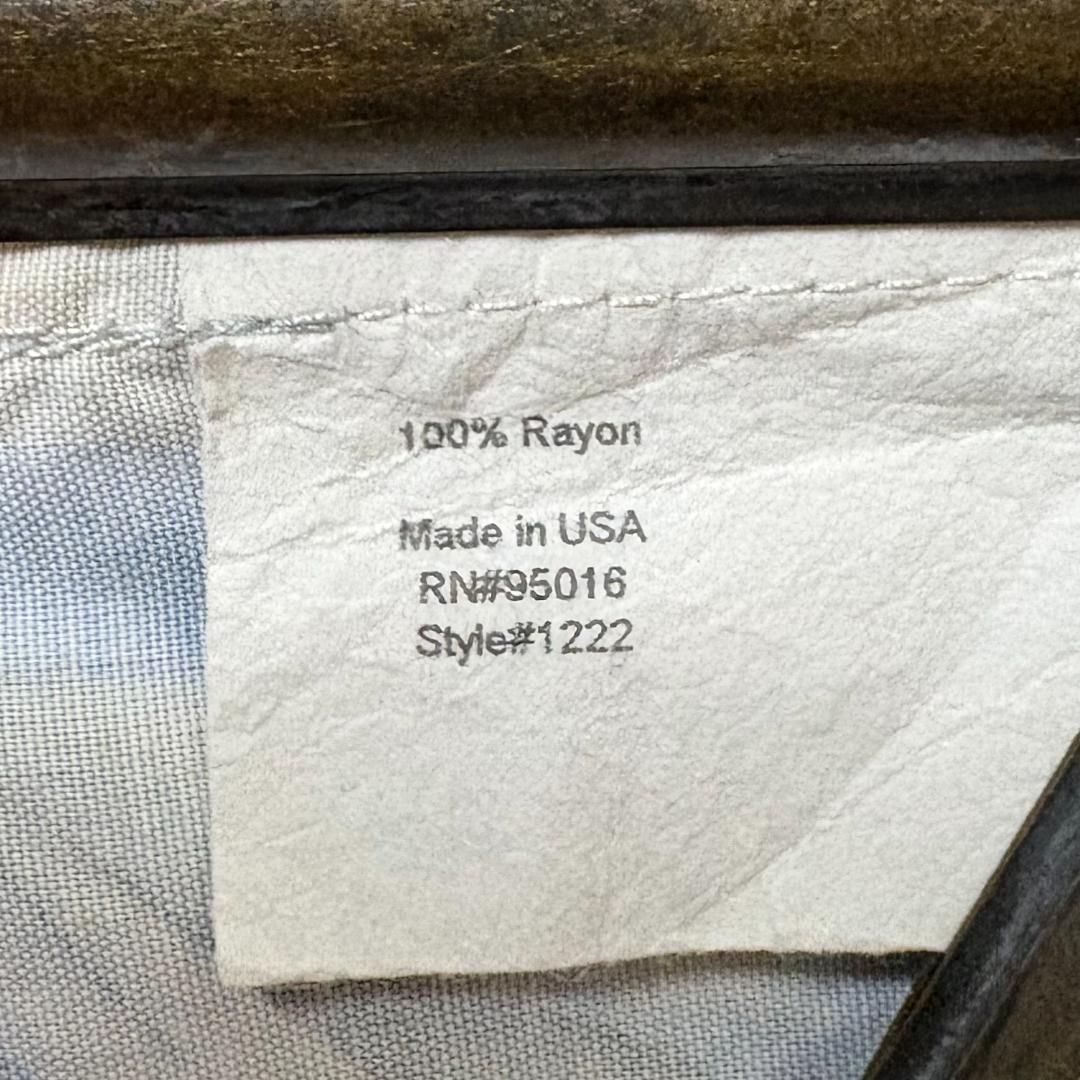 100% Rayon
Made in USA
RN#95016
Style#1222